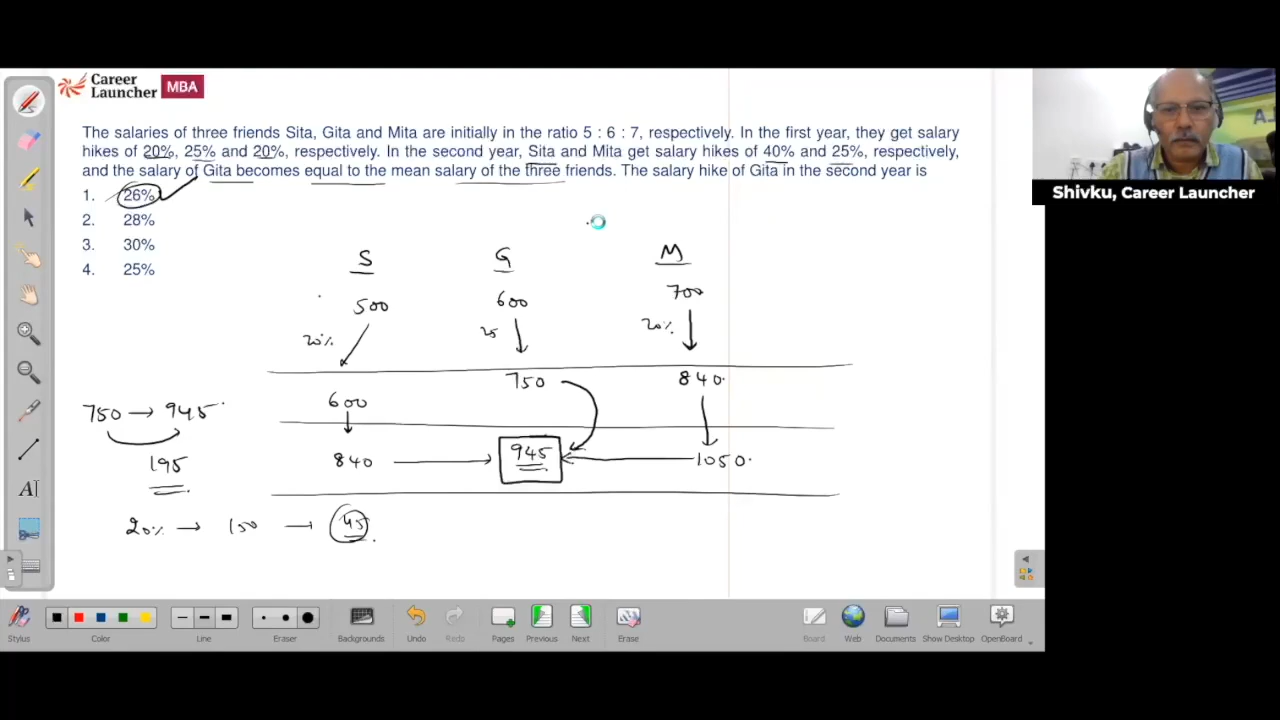 Career
Launcher MBA
The salaries of three friends Sita, Gita and Mita are initially in the ratio 5 : 6 : 7, respectively. In the first year, they get salary
hikes of 20%, 25% and 20%, respectively. In the second year, Sita and Mita get salary hikes of 40% and 25%, respectively,
and the salary of Gita becomes equal to the mean salary of the three friends. The salary hike of Gita in the second year is
1. 26%
2. 28%
3. 30%
4. 25%
Shivku, Career Launcher
S G M
500 600 700
20% 25 20%
600 750 840
840 945 1050
750 → 945
195
20% → 150 → 45
Stylus Color Line Eraser Backgrounds Undo Redo Pages Previous Next Erase Board Web Documents Show Desktop OpenBoard